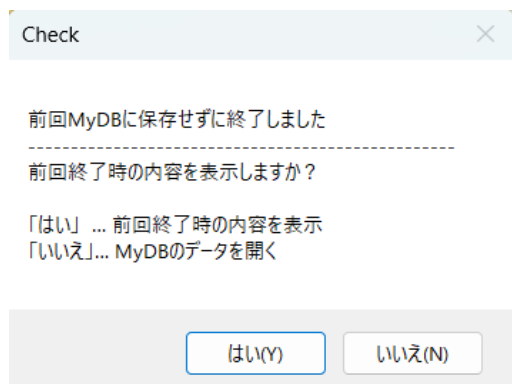 Check
前回MyDBに保存せずに終了しました
--------------------------------------------------
前回終了時の内容を表示しますか？
「はい」 ... 前回終了時の内容を表示
「いいえ」... MyDBのデータを開く
はい(Y)
いいえ(N)